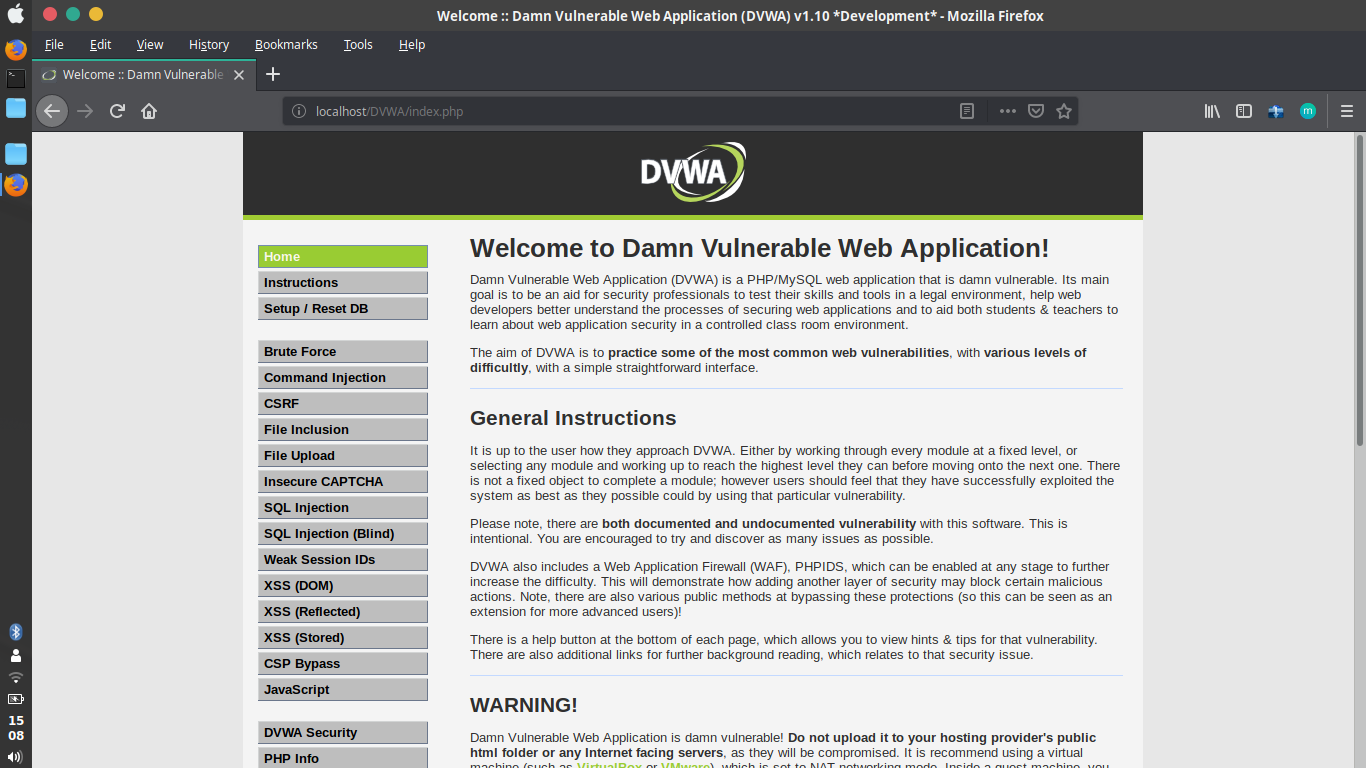 Welcome :: Damn Vulnerable Web Application (DVWA) v1.10 *Development* - Mozilla Firefox
File Edit View History Bookmarks Tools Help
Welcome :: Damn Vulnerable
localhost/DVWA/index.php
m
DVWA
Home
Instructions
Setup / Reset DB
Brute Force
Command Injection
CSRF
File Inclusion
File Upload
Insecure CAPTCHA
SQL Injection
SQL Injection (Blind)
Weak Session IDs
XSS (DOM)
XSS (Reflected)
XSS (Stored)
CSP Bypass
JavaScript
DVWA Security
PHP Info
Welcome to Damn Vulnerable Web Application!
Damn Vulnerable Web Application (DVWA) is a PHP/MySQL web application that is damn vulnerable. Its main
goal is to be an aid for security professionals to test their skills and tools in a legal environment, help web
developers better understand the processes of securing web applications and to aid both students & teachers to
learn about web application security in a controlled class room environment.
The aim of DVWA is to practice some of the most common web vulnerabilities, with various levels of
difficultly, with a simple straightforward interface.
General Instructions
It is up to the user how they approach DVWA. Either by working through every module at a fixed level, or
selecting any module and working up to reach the highest level they can before moving onto the next one. There
is not a fixed object to complete a module; however users should feel that they have successfully exploited the
system as best as they possible could by using that particular vulnerability.
Please note, there are both documented and undocumented vulnerability with this software. This is
intentional. You are encouraged to try and discover as many issues as possible.
DVWA also includes a Web Application Firewall (WAF), PHPIDS, which can be enabled at any stage to further
increase the difficulty. This will demonstrate how adding another layer of security may block certain malicious
actions. Note, there are also various public methods at bypassing these protections (so this can be seen as an
extension for more advanced users)!
There is a help button at the bottom of each page, which allows you to view hints & tips for that vulnerability.
There are also additional links for further background reading, which relates to that security issue.
WARNING!
Damn Vulnerable Web Application is damn vulnerable! Do not upload it to your hosting provider's public
html folder or any Internet facing servers, as they will be compromised. It is recommend using a virtual
machine (such as VirtualBox or VMware), which is set to NAT networking mode. Inside a guest machine, you
15
08